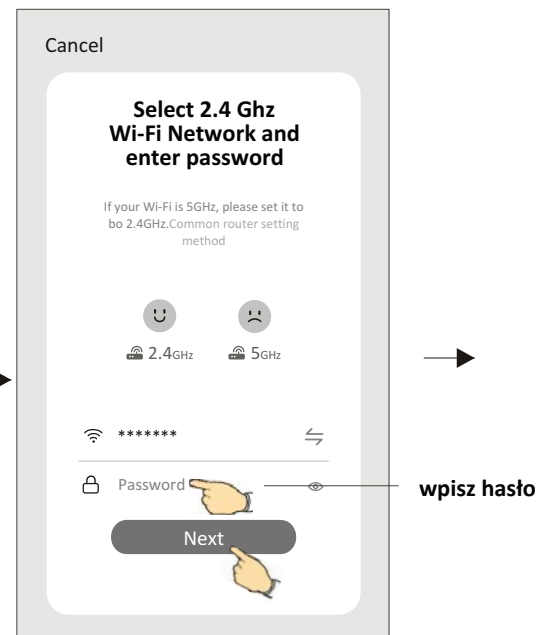 Cancel
Select 2.4 Ghz
Wi-Fi Network and
enter password
If your Wi-Fi is 5GHz, please set it to
bo 2.4GHz.Common router setting
method
2.4GHz 5GHz
*******
Password
wpisz hasło
Next